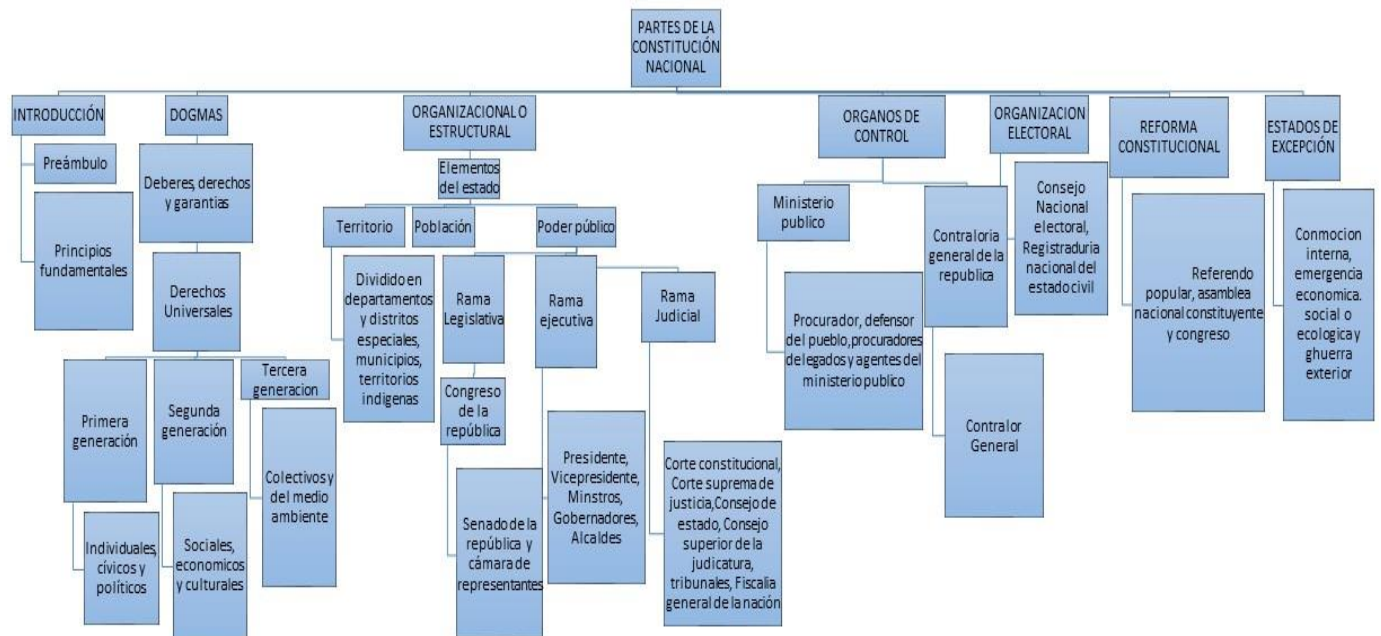 PARTES DE LA
CONSTITUCIÓN
NACIONAL
INTRODUCCIÓN
Preámbulo
Principios
fundamentales
DOGMAS
Deberes, derechos
y garantias
Derechos
Universales
Primera
generación
Individuales,
cívicos y
políticos
Segunda
generación
Sociales,
economicos
y culturales
Tercera
generacion
Colectivos y
del medio
ambiente
ORGANIZACIONAL O
ESTRUCTURAL
Elementos
del estado
Territorio
Dividido en
departamentos
y distritos
especiales,
municipios,
territorios
indigenas
Población
Poder público
Rama
Legislativa
Congreso
de la
república
Senado de la
república y
cámara de
representantes
Rama
ejecutiva
Presidente,
Vicepresidente,
Minstros,
Gobernadores,
Alcaldes
Rama
Judicial
Corte constitucional,
Corte suprema de
justicia,Consejo de
estado, Consejo
superior de la
judicatura,
tribunales, Fiscalia
general de la nación
ORGANOS DE
CONTROL
Ministerio
publico
Procurador, defensor
del pueblo,procuradores
delegados y agentes del
ministerio publico
Contraloria
general de la
republica
Contralor
General
ORGANIZACION
ELECTORAL
Consejo
Nacional
electoral,
Registraduría
nacional del
estado civil
REFORMA
CONSTITUCIONAL
Referendo
popular, asamblea
nacional constituyente
y congreso
ESTADOS DE
EXCEPCIÓN
Conmocion
interna,
emergencia
economica.
social o
ecologica y
ghuerra
exterior